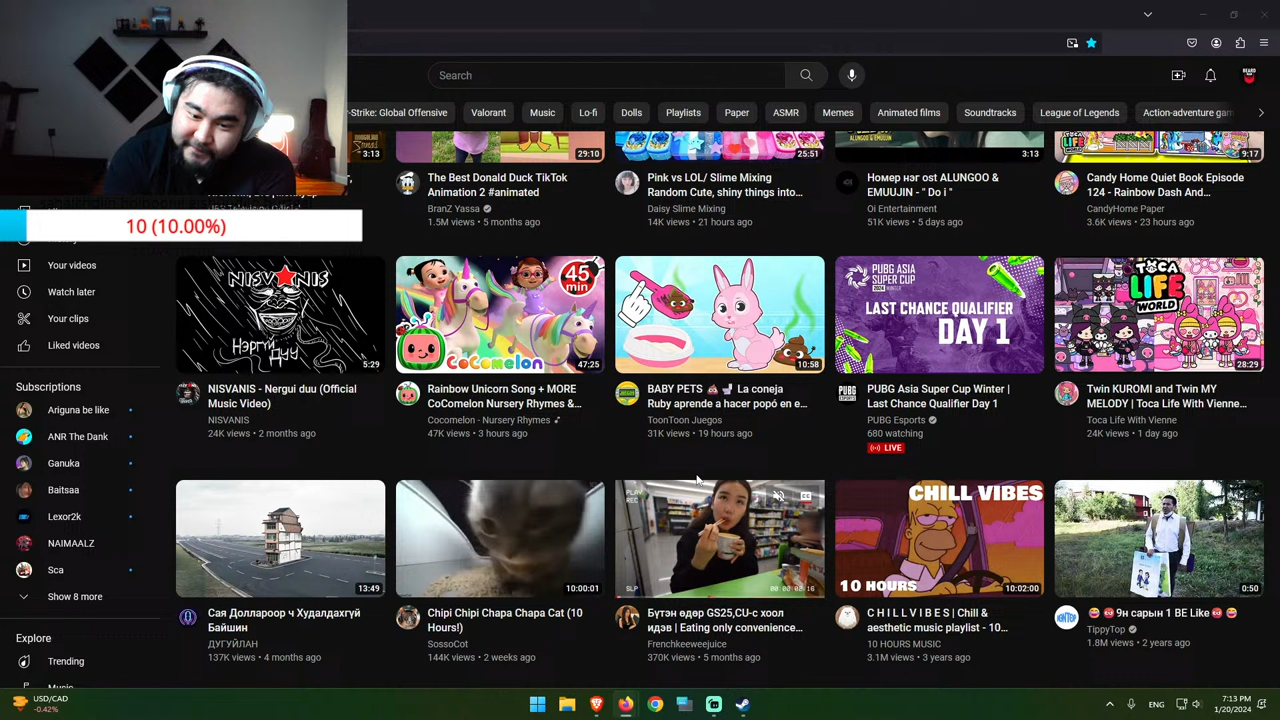 Search
-Strike: Global Offensive
Valorant
Music
Lo-fi
Dolls
Playlists
Paper
ASMR
Memes
Animated films
Soundtracks
League of Legends
Action-adventure gam
3:13
29:10
25:51
3:13
9:17
The Best Donald Duck TikTok
Animation 2 #animated
BranZ Yassa
1.5M views • 5 months ago
Pink vs LOL/ Slime Mixing
Random Cute, shiny things into...
Daisy Slime Mixing
14K views • 21 hours ago
Номер нэг ost ALUNGOO &
EMUUJIN - " Do i "
Oi Entertainment
51K views • 5 days ago
Candy Home Quiet Book Episode
124 - Rainbow Dash And...
CandyHome Paper
3.6K views • 23 hours ago
10 (10.00%)
Your videos
Watch later
Your clips
Liked videos
Subscriptions
Ariguna be like
ANR The Dank
Ganuka
Baitsaa
Lexor2k
NAIMAALZ
Sca
Show 8 more
Explore
Trending
NISVANIS
Нэргүй Дүү
5:29
45
min
CoComelon
47:25
10:58
PUBG ASIA
SUPER CUP
LAST CHANCE QUALIFIER
DAY 1
TOCA
LIFE
WORLD
28:29
NISVANIS - Nergui duu (Official
Music Video)
NISVANIS
24K views • 2 months ago
Rainbow Unicorn Song + MORE
CoComelon Nursery Rhymes &...
Cocomelon - Nursery Rhymes
47K views • 3 hours ago
BABY PETS 💩 🚽 La coneja
Ruby aprende a hacer popó en e...
ToonToon Juegos
31K views • 19 hours ago
PUBG
ESPORTS
PUBG Asia Super Cup Winter |
Last Chance Qualifier Day 1
PUBG Esports
680 watching
LIVE
Twin KUROMI and Twin MY
MELODY | Toca Life With Vienne...
Toca Life With Vienne
24K views • 1 day ago
13:49
10:00:01
PLAY
REC
SLP
CHILL VIBES
10 HOURS
10:02:00
0:50
Сая Доллароор ч Худалдахгүй
Байшин
ДУГУЙЛАН
137K views • 4 months ago
Chipi Chipi Chapa Chapa Cat (10
Hours!)
SossoCot
144K views • 2 weeks ago
Бүтэн өдөр GS25,CU-с хоол
идэв | Eating only convenience...
Frenchkeeweejuice
370K views • 5 months ago
C H I L L V I B E S | Chill &
aesthetic music playlist - 10...
10 HOURS MUSIC
3.1M views • 3 years ago
😂 👓 9н сарын 1 BE Like 👓 😂
TippyTop
1.8M views • 2 years ago
USD/CAD
-0.42%
ENG
7:13 PM
1/20/2024